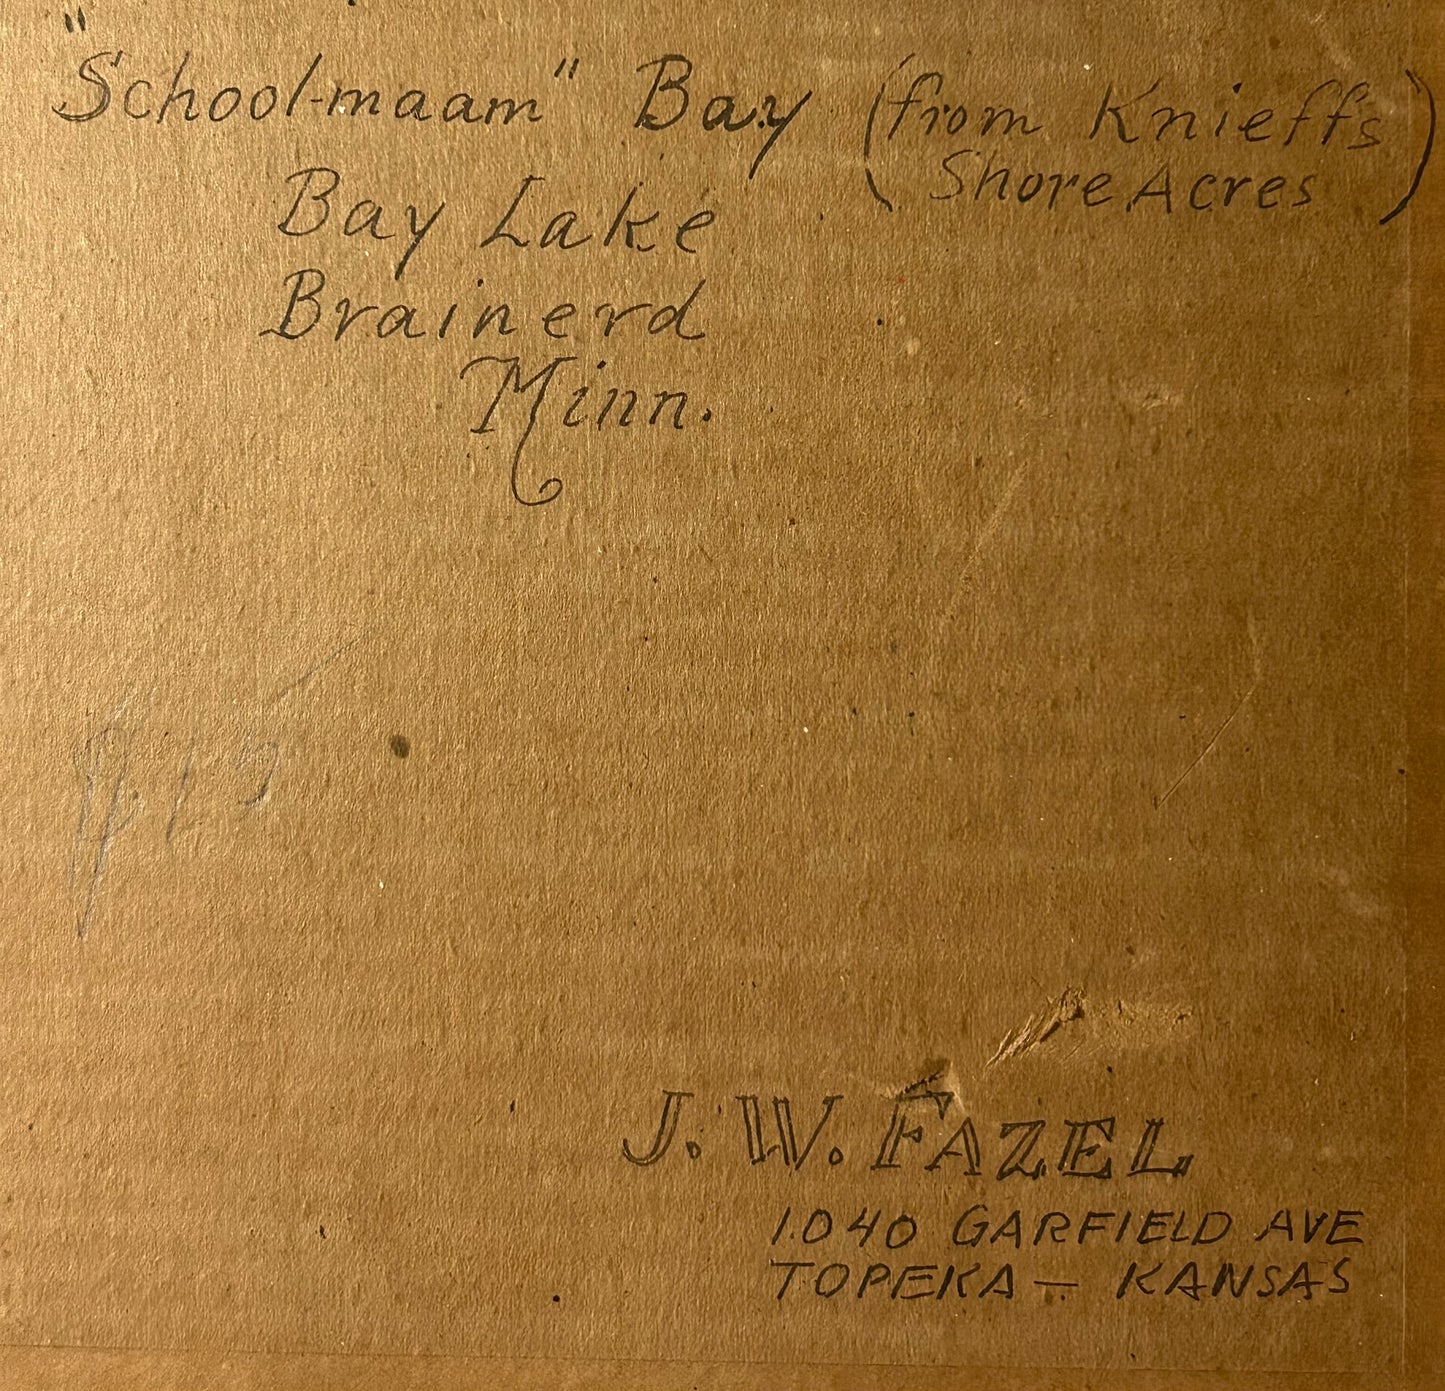 "School-maam" Bay (from Knieff's
Shore Acres)
Bay Lake
Brainerd
Minn.
J. W. FAZEL
1040 GARFIELD AVE
TOPEKA — KANSAS